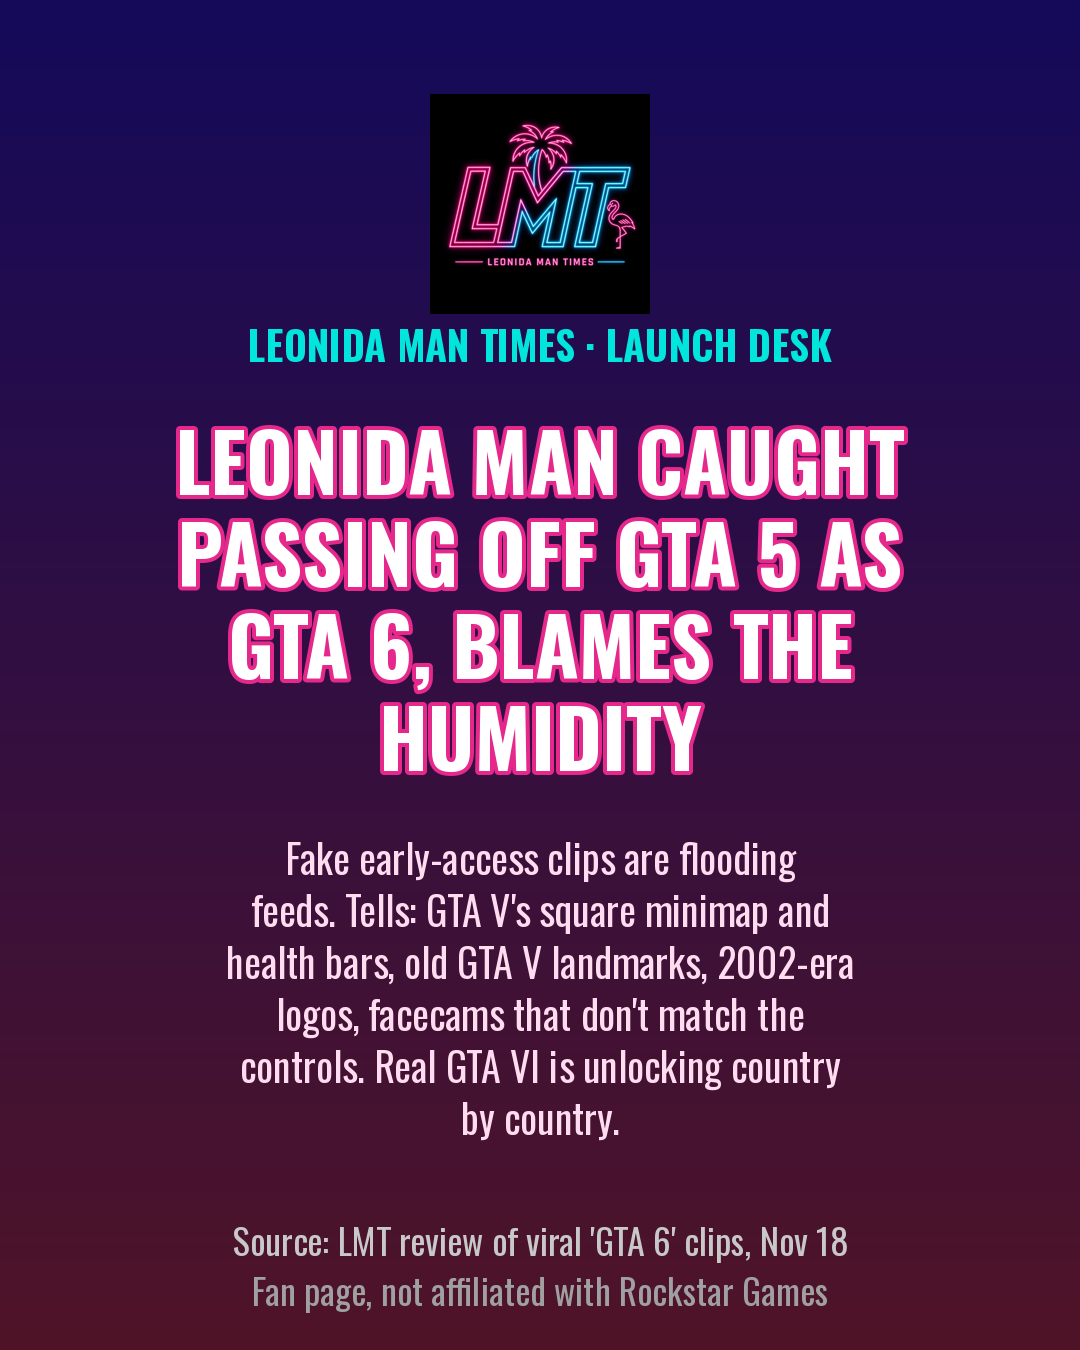 LMT
LEONIDA MAN TIMES
LEONIDA MAN TIMES · LAUNCH DESK
LEONIDA MAN CAUGHT
PASSING OFF GTA 5 AS
GTA 6, BLAMES THE
HUMIDITY
Fake early-access clips are flooding
feeds. Tells: GTA V's square minimap and
health bars, old GTA V landmarks, 2002-era
logos, facecams that don't match the
controls. Real GTA VI is unlocking country
by country.
Source: LMT review of viral 'GTA 6' clips, Nov 18
Fan page, not affiliated with Rockstar Games